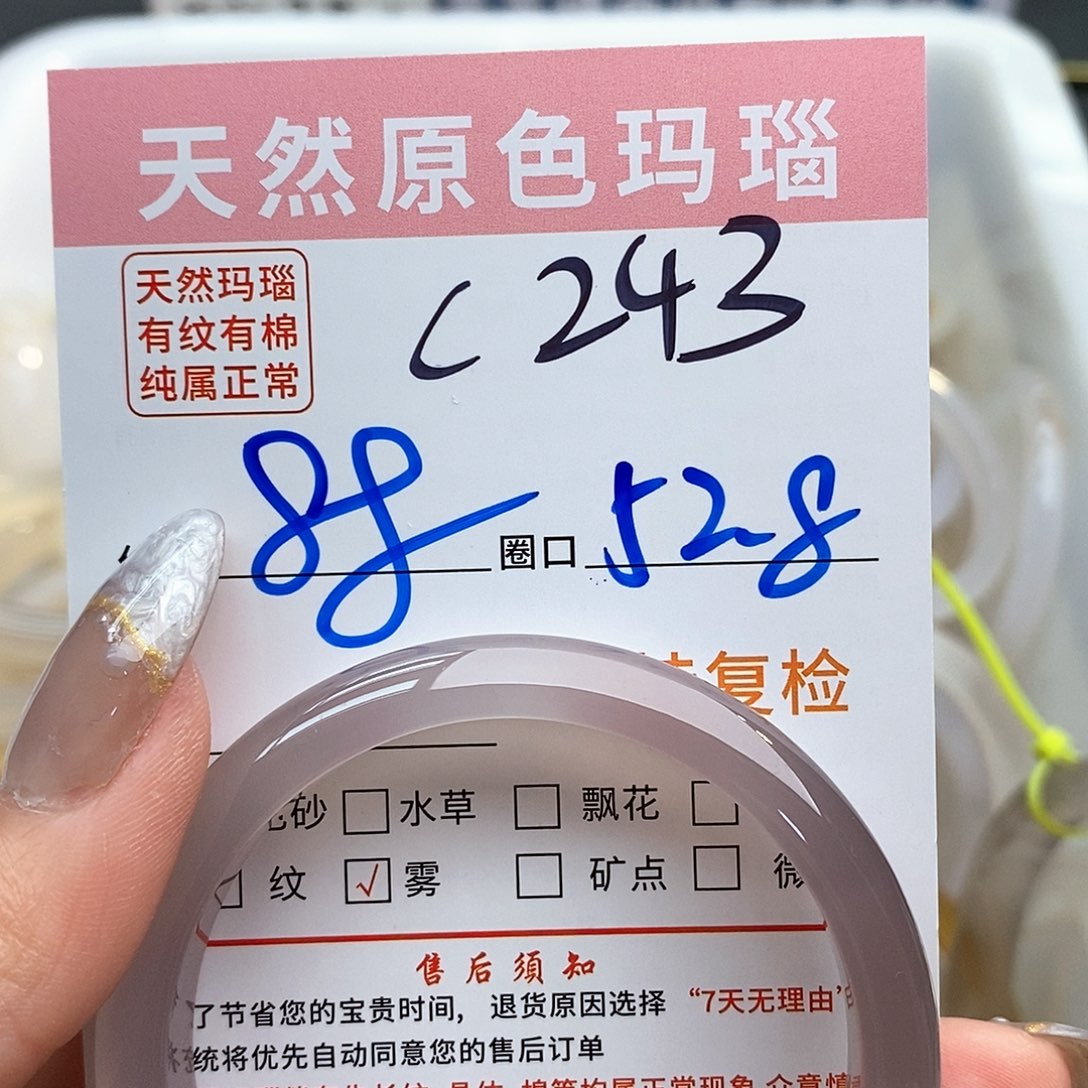 天然原色玛瑙
天然玛瑙
有纹有棉
纯属正常
C243
88 圈口 52.8
复检
砂 水草 飘花
纹 √ 雾 矿点 微
售后须知
了节省您的宝贵时间，退货原因选择 “7天无理由”
统将优先自动同意您的售后订单